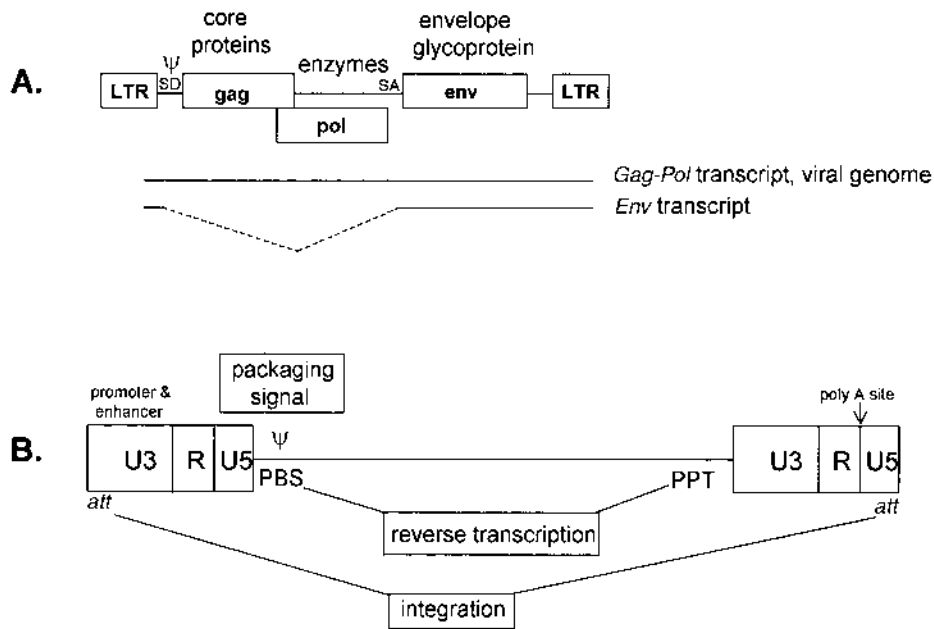 A.
core
proteins
envelope
glycoprotein
Ψ
enzymes
LTR
SD
gag
SA
env
LTR
pol
Gag-Pol transcript, viral genome
Env transcript
B.
packaging
signal
promoter &
enhancer
poly A site
Ψ
U3 R U5
U3 R U5
PBS
PPT
att
att
reverse transcription
integration